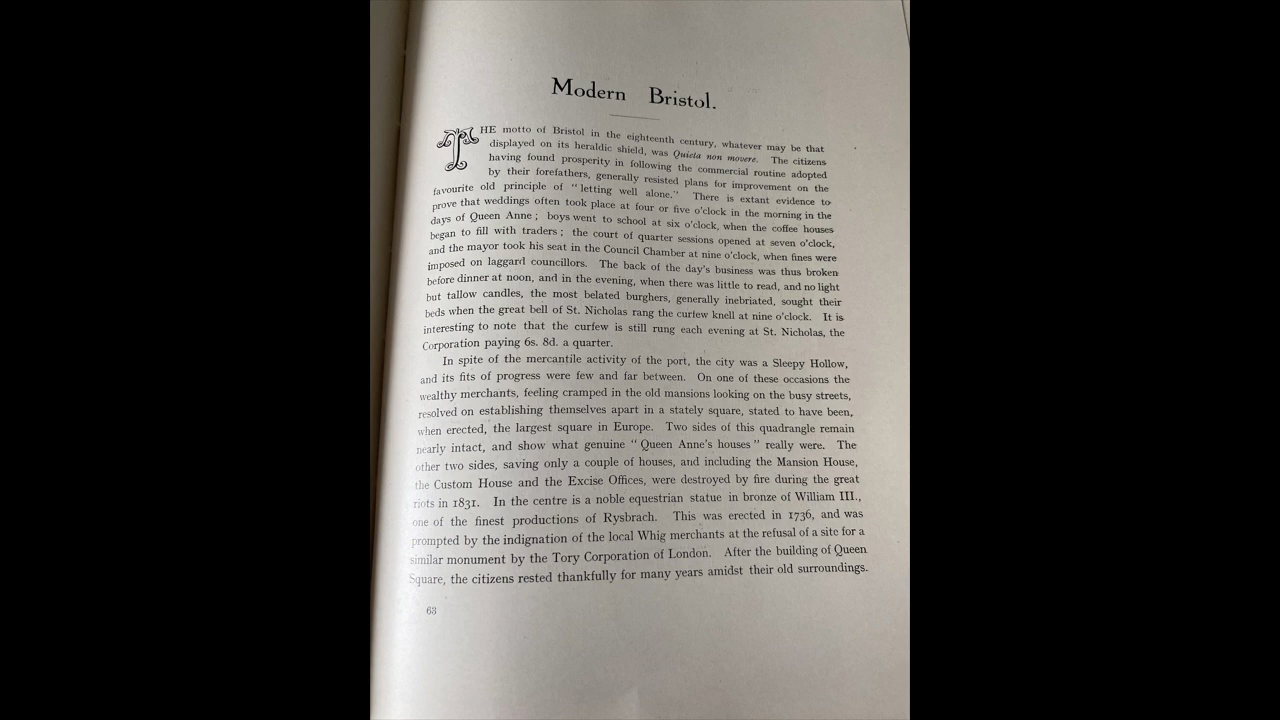 Modern Bristol.
THE motto of Bristol in the eighteenth century, whatever may be that
displayed on its heraldic shield, was Quieta non movere. The citizens
having found prosperity in following the commercial routine adopted
by their forefathers, generally resisted plans for improvement on the
favourite old principle of “letting well alone.” There is extant evidence to
prove that weddings often took place at four or five o'clock in the morning in the
days of Queen Anne; boys went to school at six o'clock, when the coffee houses
began to fill with traders; the court of quarter sessions opened at seven o'clock,
and the mayor took his seat in the Council Chamber at nine o'clock, when fines were
imposed on laggard councillors. The back of the day's business was thus broken
before dinner at noon, and in the evening, when there was little to read, and no light
but tallow candles, the most belated burghers, generally inebriated, sought their
beds when the great bell of St. Nicholas rang the curfew knell at nine o'clock. It is
interesting to note that the curfew is still rung each evening at St. Nicholas, the
Corporation paying 6s. 8d. a quarter.
In spite of the mercantile activity of the port, the city was a Sleepy Hollow,
and its fits of progress were few and far between. On one of these occasions the
wealthy merchants, feeling cramped in the old mansions looking on the busy streets,
resolved on establishing themselves apart in a stately square, stated to have been,
when erected, the largest square in Europe. Two sides of this quadrangle remain
nearly intact, and show what genuine “Queen Anne's houses” really were. The
other two sides, saving only a couple of houses, and including the Mansion House,
the Custom House and the Excise Offices, were destroyed by fire during the great
riots in 1831. In the centre is a noble equestrian statue in bronze of William III.,
one of the finest productions of Rysbrach. This was erected in 1736, and was
prompted by the indignation of the local Whig merchants at the refusal of a site for a
similar monument by the Tory Corporation of London. After the building of Queen
Square, the citizens rested thankfully for many years amidst their old surroundings.
63